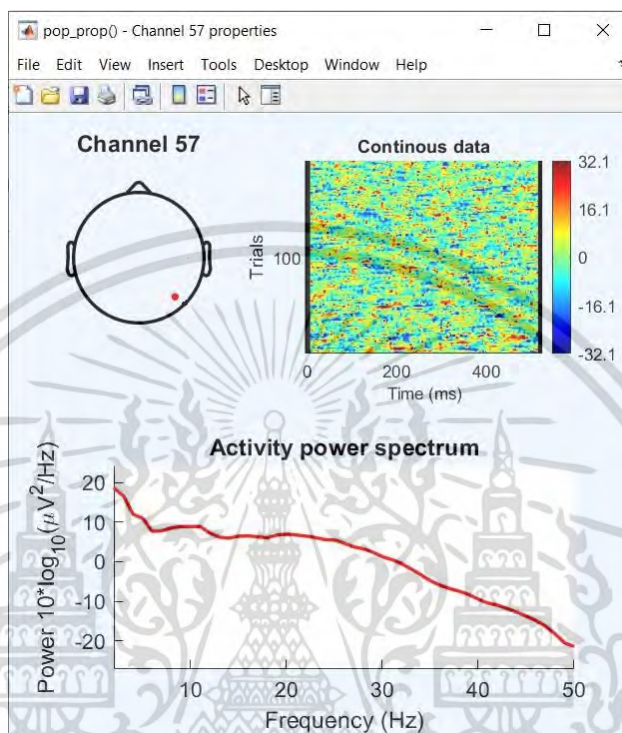 pop_prop() - Channel 57 properties
File Edit View Insert Tools Desktop Window Help
Channel 57
Continous data
Trials
100
0 200 400
Time (ms)
32.1
16.1
0
-16.1
-32.1
Activity power spectrum
Power 10*log10(μV²/Hz)
20
10
0
-10
-20
10 20 30 40 50
Frequency (Hz)